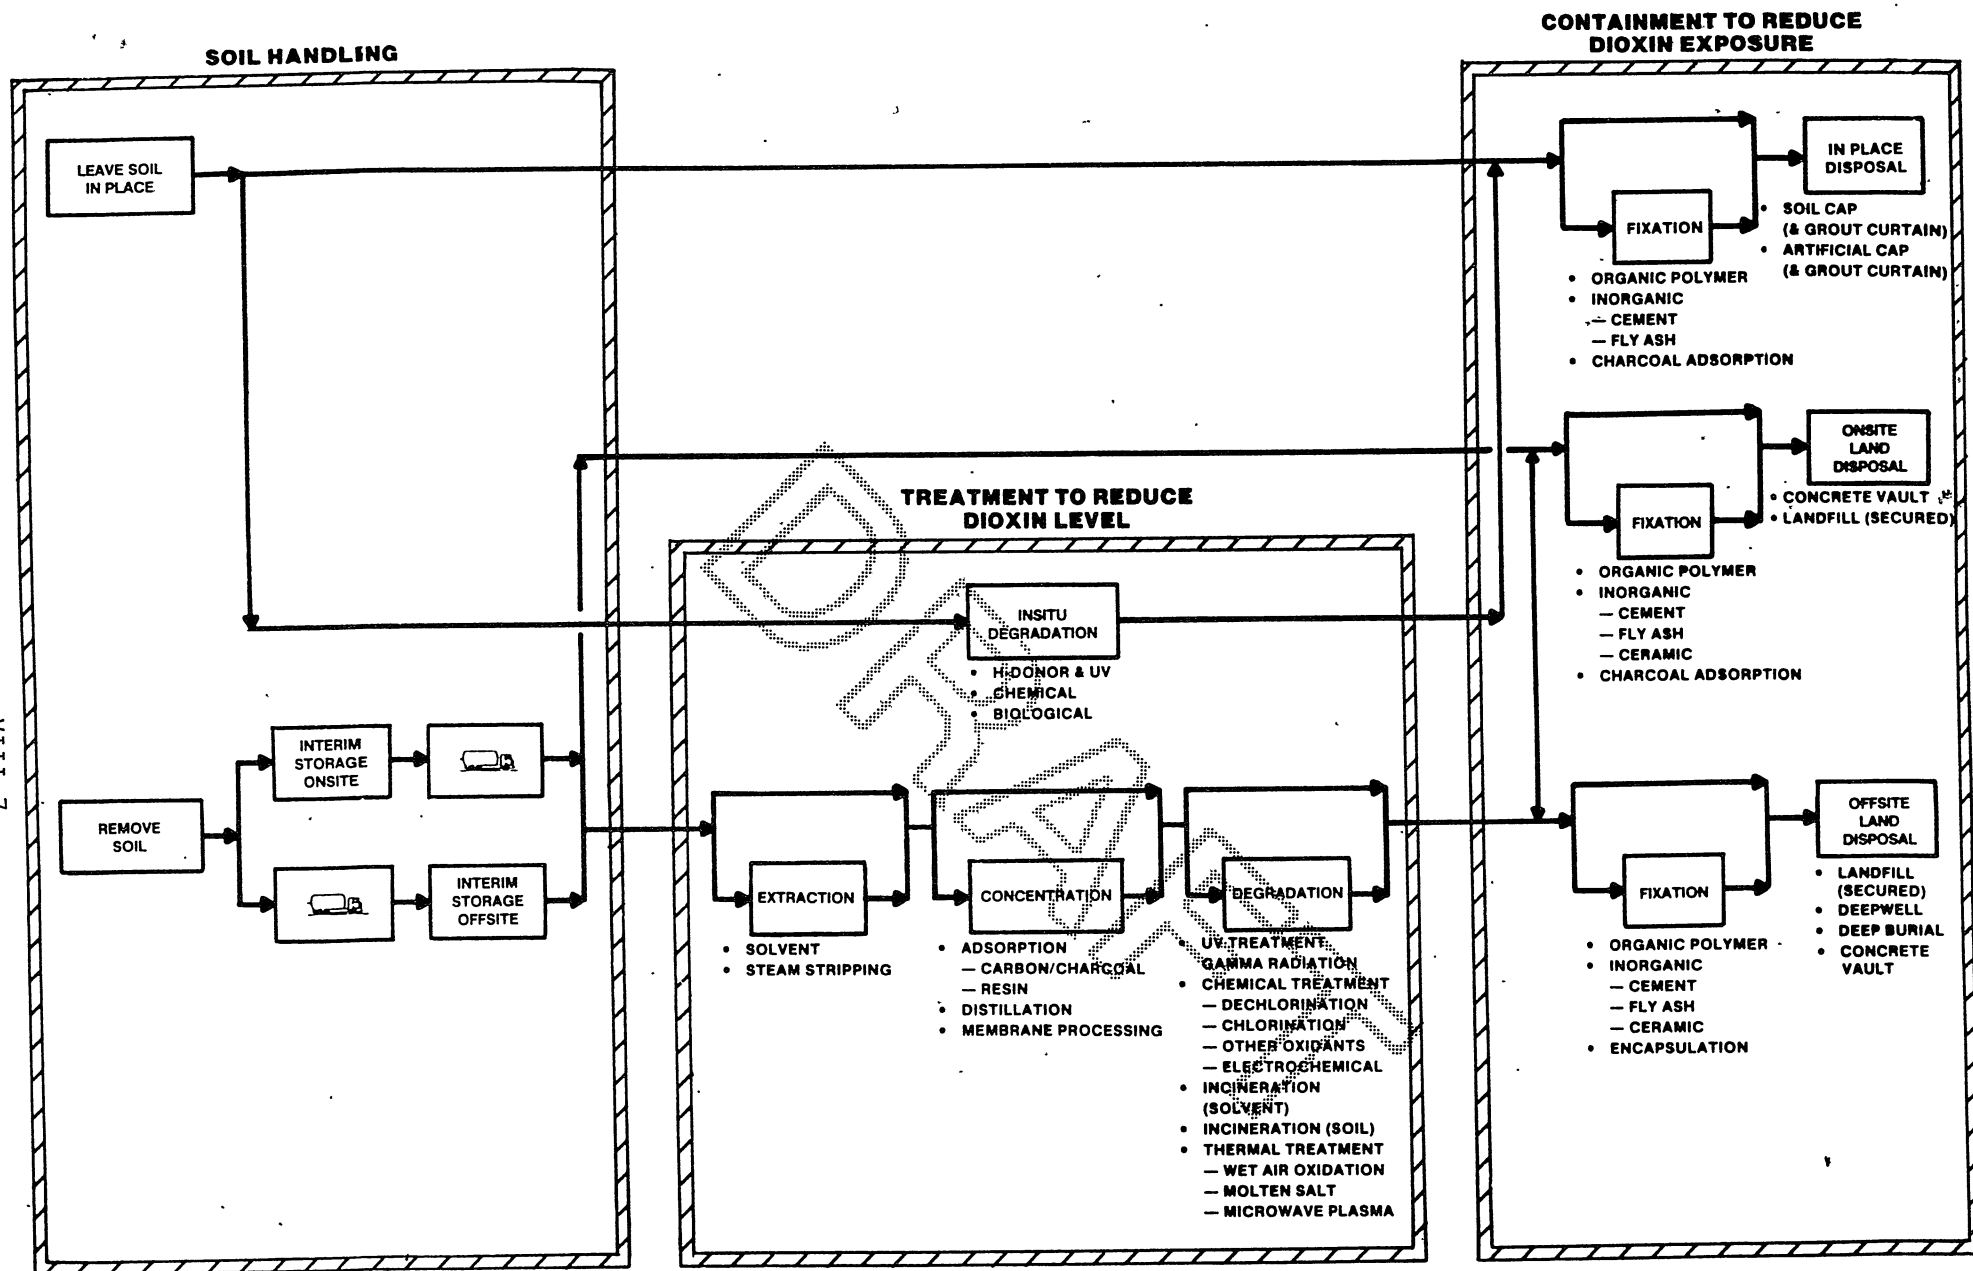 SOIL HANDLING
LEAVE SOIL
IN PLACE
REMOVE
SOIL
INTERIM
STORAGE
ONSITE
INTERIM
STORAGE
OFFSITE
TREATMENT TO REDUCE
DIOXIN LEVEL
INSITU
DEGRADATION
• H-DONOR & UV
• CHEMICAL
• BIOLOGICAL
EXTRACTION
• SOLVENT
• STEAM STRIPPING
CONCENTRATION
• ADSORPTION
— CARBON/CHARCOAL
— RESIN
• DISTILLATION
• MEMBRANE PROCESSING
DEGRADATION
• UV TREATMENT
GAMMA RADIATION
• CHEMICAL TREATMENT
— DECHLORINATION
— CHLORINATION
— OTHER OXIDANTS
— ELECTROCHEMICAL
• INCINERATION
(SOLVENT)
• INCINERATION (SOIL)
• THERMAL TREATMENT
— WET AIR OXIDATION
— MOLTEN SALT
— MICROWAVE PLASMA
CONTAINMENT TO REDUCE
DIOXIN EXPOSURE
FIXATION
• ORGANIC POLYMER
• INORGANIC
— CEMENT
— FLY ASH
• CHARCOAL ADSORPTION
IN PLACE
DISPOSAL
• SOIL CAP
(& GROUT CURTAIN)
• ARTIFICIAL CAP
(& GROUT CURTAIN)
FIXATION
• ORGANIC POLYMER
• INORGANIC
— CEMENT
— FLY ASH
— CERAMIC
• CHARCOAL ADSORPTION
ONSITE
LAND
DISPOSAL
• CONCRETE VAULT
• LANDFILL (SECURED)
FIXATION
• ORGANIC POLYMER
• INORGANIC
— CEMENT
— FLY ASH
— CERAMIC
• ENCAPSULATION
OFFSITE
LAND
DISPOSAL
• LANDFILL
(SECURED)
• DEEPWELL
• DEEP BURIAL
• CONCRETE
VAULT
DRAFT